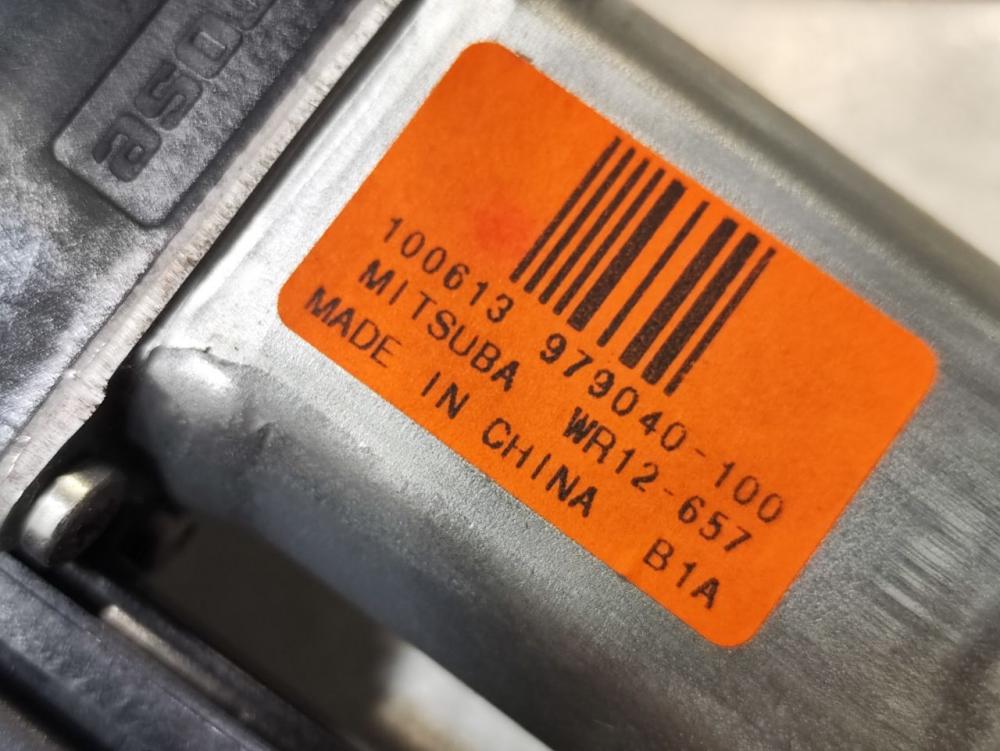 100613 979040-100
MITSUBA WR12-657
MADE IN CHINA B1A